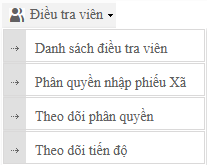 Điều tra viên
Danh sách điều tra viên
Phân quyền nhập phiếu Xã
Theo dõi phân quyền
Theo dõi tiến độ